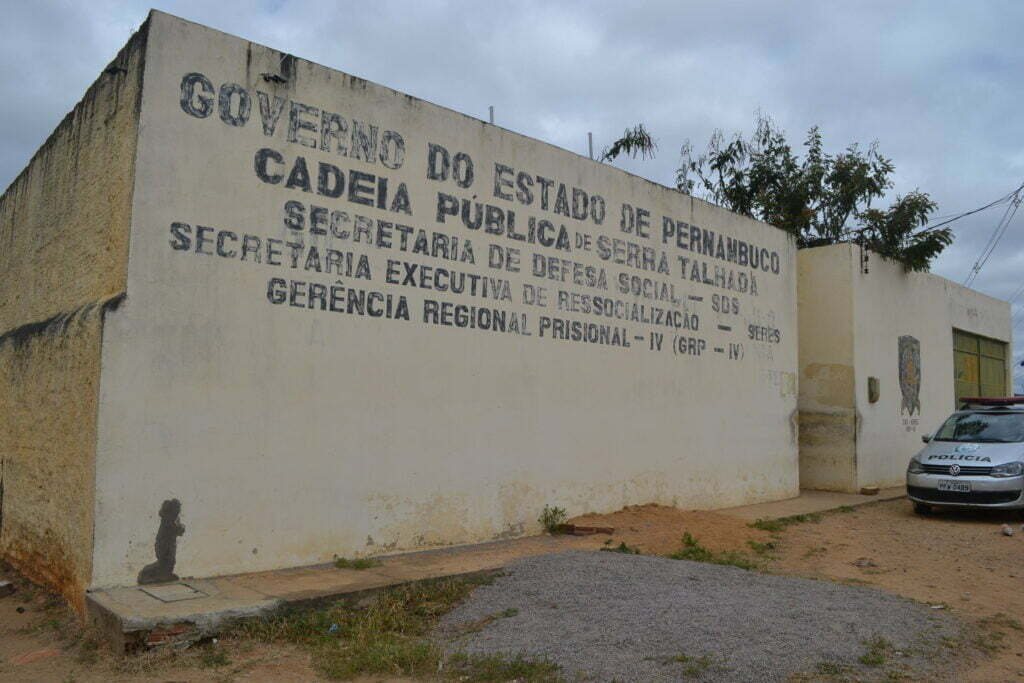 GOVERNO DO ESTADO DE PERNAMBUCO
CADEIA PÚBLICA DE SERRA TALHADA
SECRETARIA DE DEFESA SOCIAL - SDS
SECRETARIA EXECUTIVA DE RESSOCIALIZAÇÃO - SERES
GERÊNCIA REGIONAL PRISIONAL - IV (GRP - IV)
POLÍCIA